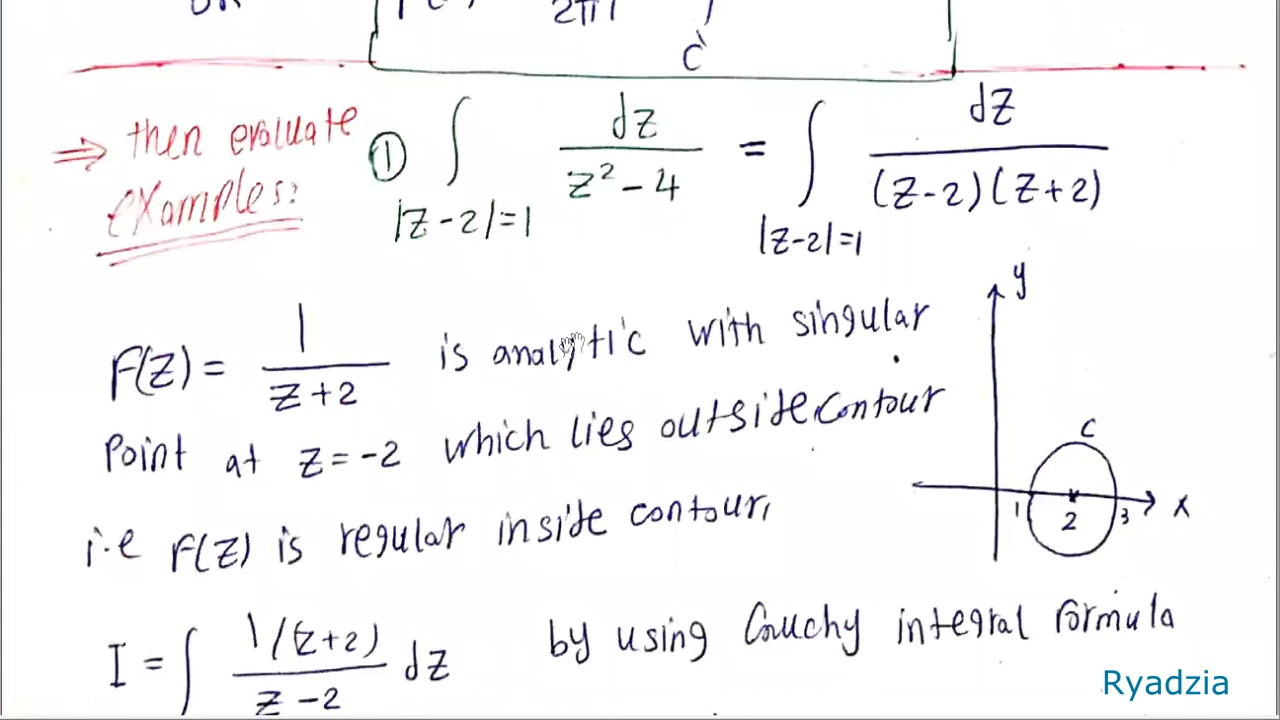 2πi
C
⇒ then evaluate examples:
① ∫ |z-2|=1 dz / z² - 4 = ∫ |z-2|=1 dz / (z-2)(z+2)
F(z) = 1 / z+2 is analytic with singular
Point at z = -2 which lies outside contour
i.e F(z) is regular inside contour,
y
C
1 2 3 x
I = ∫ 1/(z+2) / z-2 dz by using Cauchy integral formula
Ryadzia